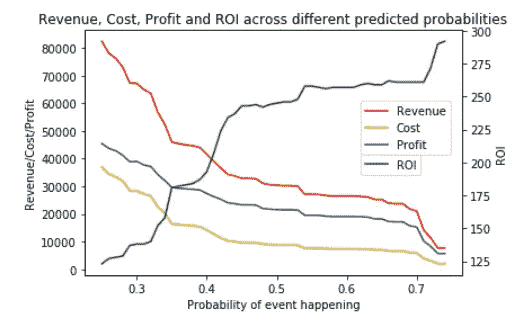 Revenue, Cost, Profit and ROI across different predicted probabilities
80000
70000
60000
50000
40000
30000
20000
10000
0
Revenue/Cost/Profit
300
275
250
225
200
175
150
125
ROI
Revenue
Cost
Profit
ROI
0.3 0.4 0.5 0.6 0.7
Probability of event happening